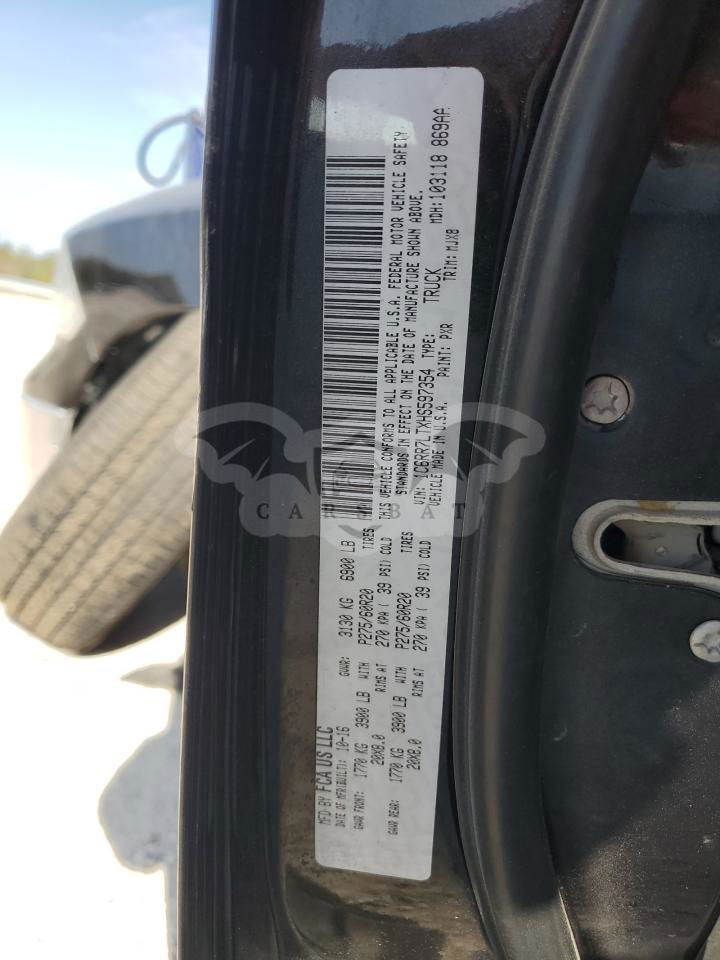 MFD BY FCA US LLC
DATE OF MFR(BUILT): 10-16 GVWR: 3130 KG 6900 LB
GAWR FRONT: 1770 KG 3900 LB WITH P275/60R20 TIRES
20X8.0 RIMS AT 270 KPA ( 39 PSI) COLD
GAWR REAR: 1770 KG 3900 LB WITH P275/60R20 TIRES
20X8.0 RIMS AT 270 KPA ( 39 PSI) COLD
THIS VEHICLE CONFORMS TO ALL APPLICABLE U.S.A. FEDERAL MOTOR VEHICLE SAFETY
STANDARDS IN EFFECT ON THE DATE OF MANUFACTURE SHOWN ABOVE.
VIN: 1C6RR7LTXHS597354 TYPE: TRUCK MDH:103118 869AA
VEHICLE MADE IN U.S.A. PAINT: PXR TRIM: MJX8
CARSBAT